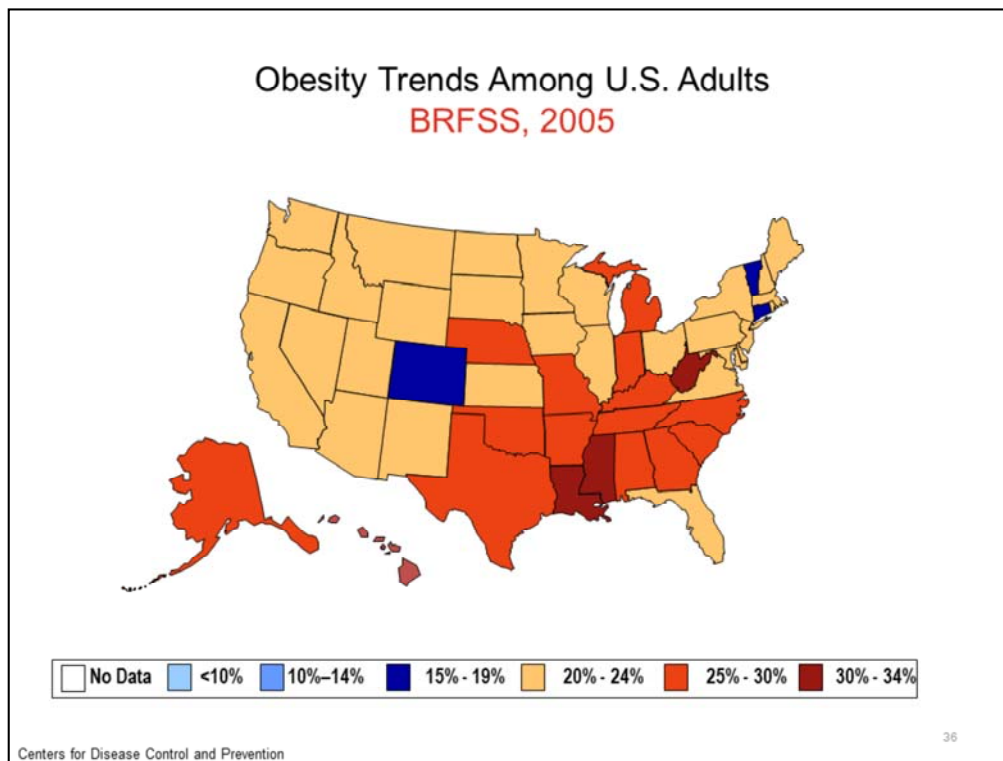 Obesity Trends Among U.S. Adults
BRFSS, 2005
No Data <10% 10%–14% 15% - 19% 20% - 24% 25% - 30% 30% - 34%
36
Centers for Disease Control and Prevention